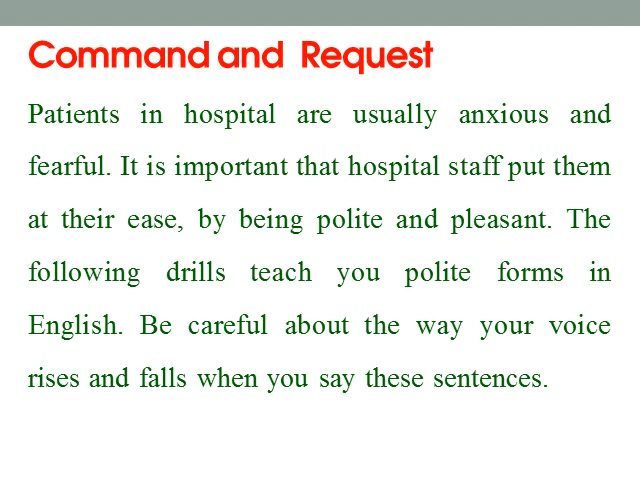 Command and Request
Patients in hospital are usually anxious and
fearful. It is important that hospital staff put them
at their ease, by being polite and pleasant. The
following drills teach you polite forms in
English. Be careful about the way your voice
rises and falls when you say these sentences.